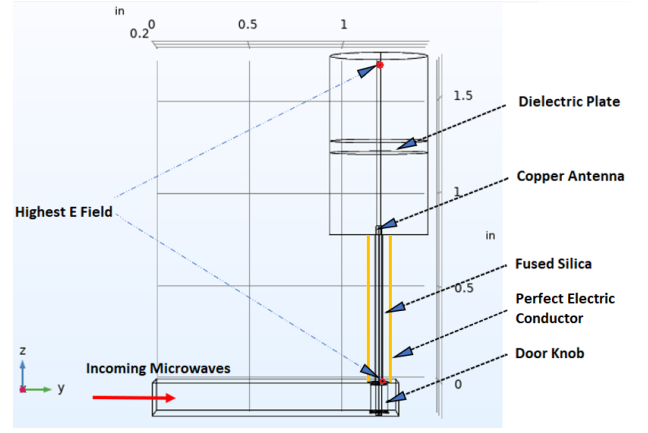 in
0.2
0
0.5
1
1.5
Dielectric Plate
1
Copper Antenna
Highest E Field
in
Fused Silica
0.5
Perfect Electric
Conductor
z
Door Knob
Incoming Microwaves
0
y